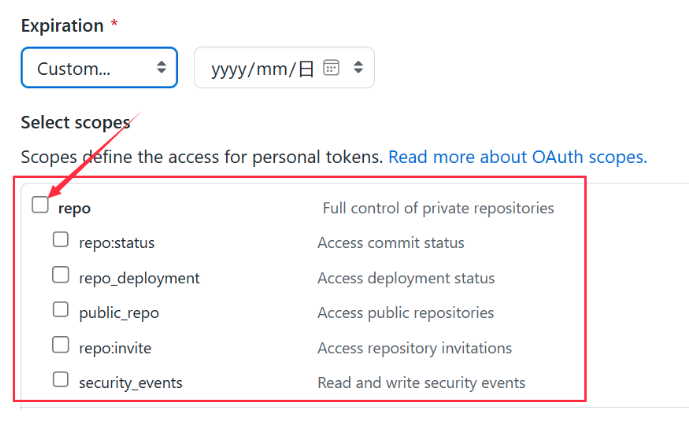 Expiration *
Custom... yyyy/mm/日
Select scopes
Scopes define the access for personal tokens. Read more about OAuth scopes.
repo Full control of private repositories
repo:status Access commit status
repo_deployment Access deployment status
public_repo Access public repositories
repo:invite Access repository invitations
security_events Read and write security events